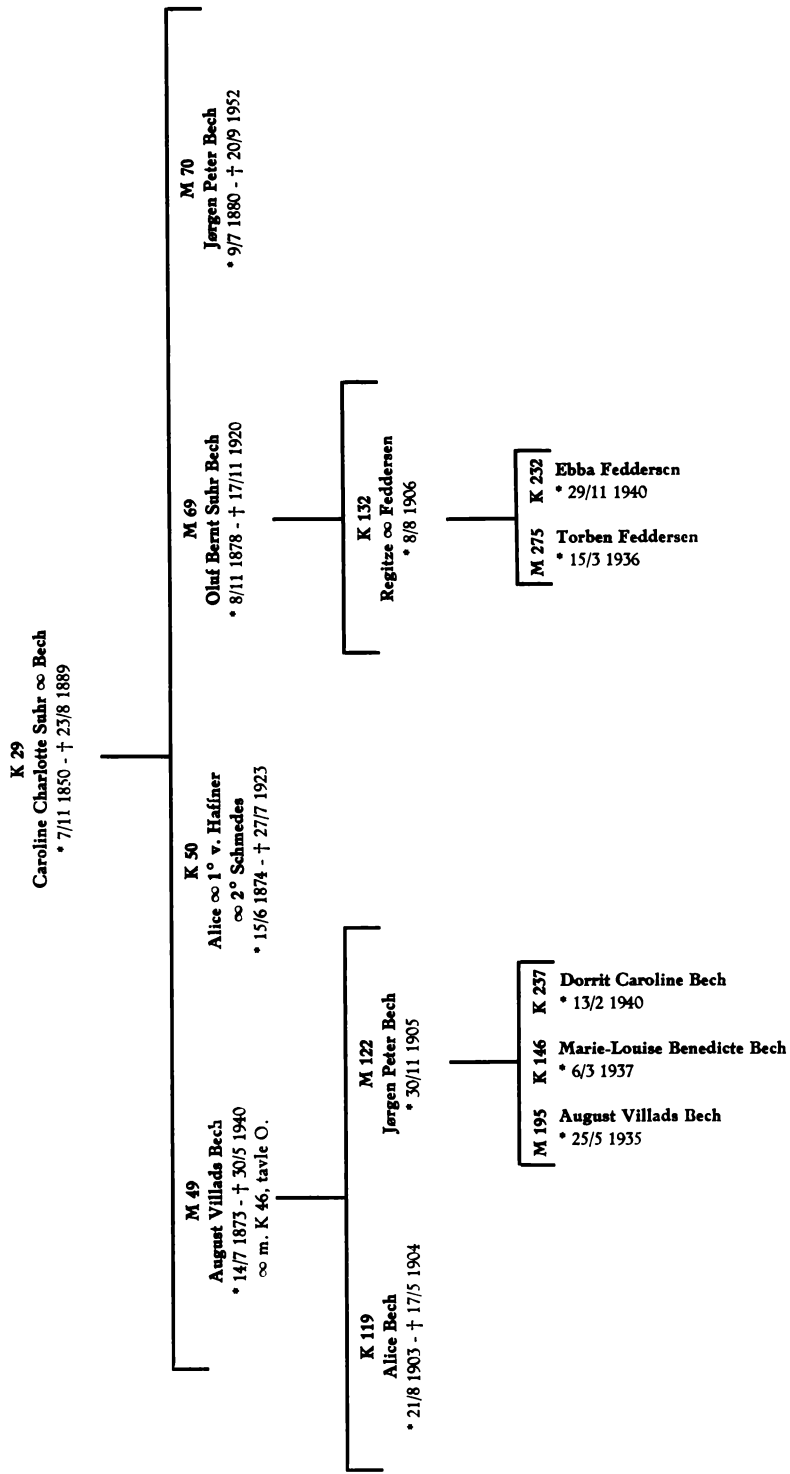 K 29
Caroline Charlotte Suhr ∞ Bech
* 7/11 1850 - † 23/8 1889
M 49
August Villads Bech
* 14/7 1873 - † 30/5 1940
∞ m. K 46, tavle O.
K 50
Alice ∞ 1° v. Haffner
∞ 2° Schmedes
* 15/6 1874 - † 27/7 1923
M 69
Oluf Bernt Suhr Bech
* 8/11 1878 - † 17/11 1920
M 70
Jørgen Peter Bech
* 9/7 1880 - † 20/9 1952
K 119
Alice Bech
* 21/8 1903 - † 17/5 1904
M 122
Jørgen Peter Bech
* 30/11 1905
K 132
Regitze ∞ Feddersen
* 8/8 1906
M 195
August Villads Bech
* 25/5 1935
K 146
Marie-Louise Benedicte Bech
* 6/3 1937
K 237
Dorrit Caroline Bech
* 13/2 1940
M 275
Torben Feddersen
* 15/3 1936
K 232
Ebba Feddersen
* 29/11 1940